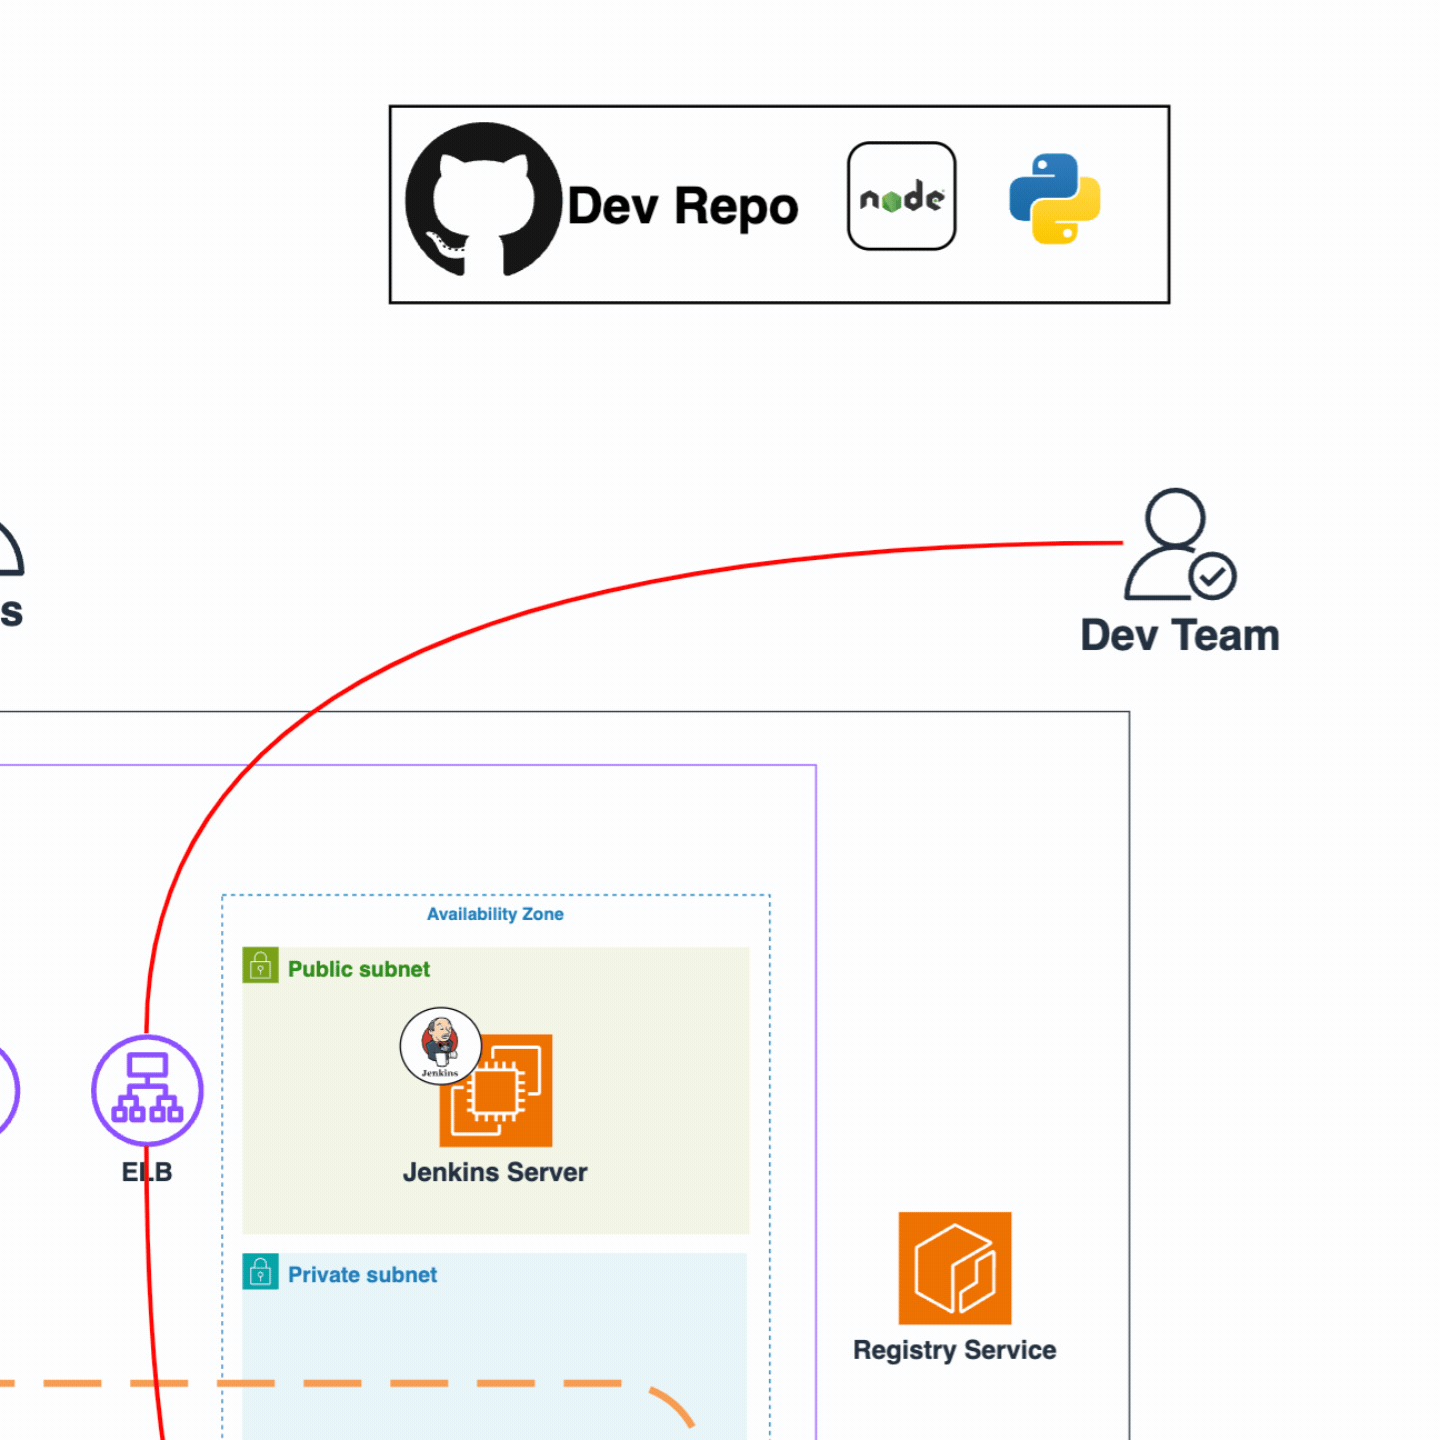 Dev Repo
node
s
Dev Team
Availability Zone
Public subnet
Jenkins
Jenkins Server
ELB
Private subnet
Registry Service